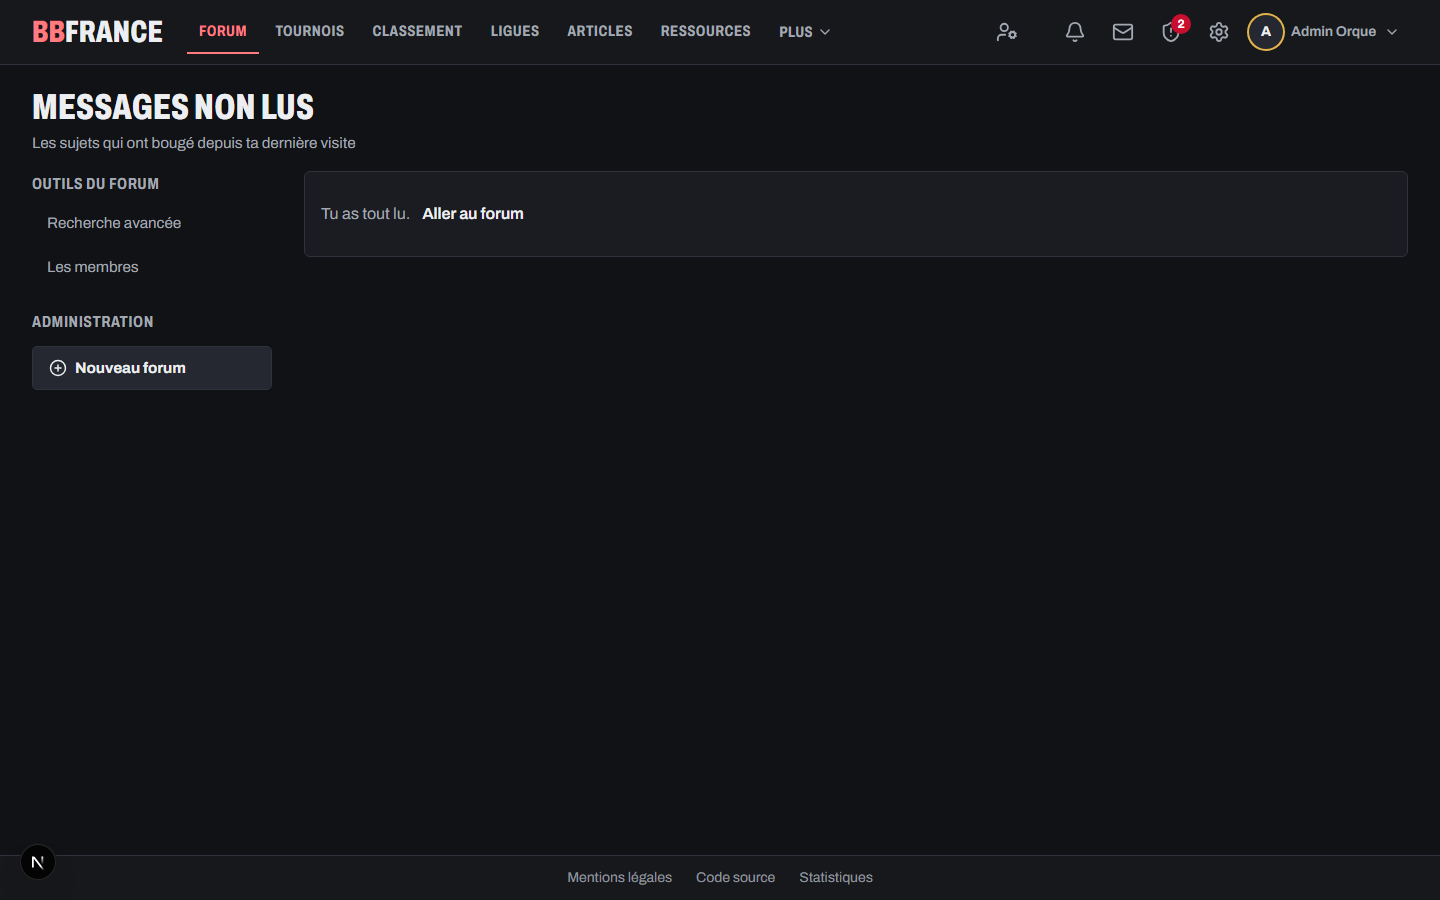 BBFRANCE FORUM TOURNOIS CLASSEMENT LIGUES ARTICLES RESSOURCES PLUS 2 A Admin Orque
MESSAGES NON LUS
Les sujets qui ont bougé depuis ta dernière visite
OUTILS DU FORUM
Recherche avancée
Les membres
ADMINISTRATION
Nouveau forum
Tu as tout lu. Aller au forum
N
Mentions légales Code source Statistiques